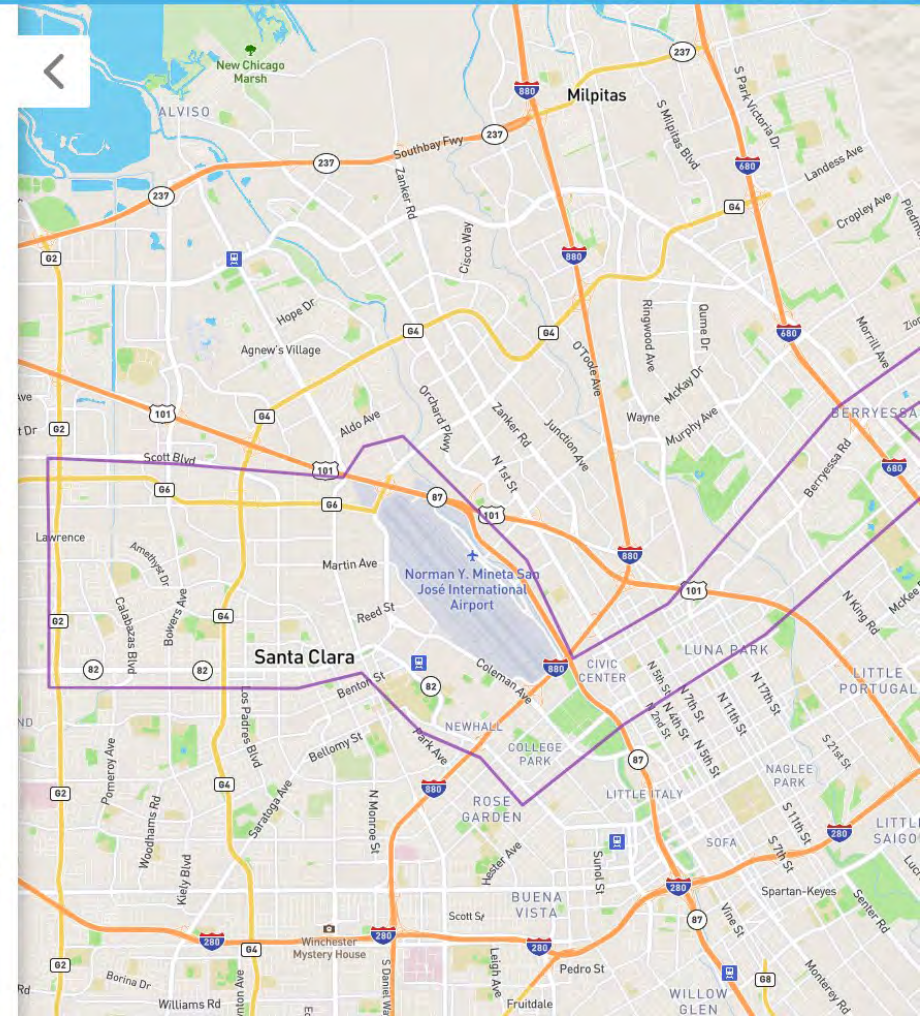 237
S Park Victoria Dr
New Chicago
Marsh
880
Milpitas
ALVISO
S Milpitas Blvd
237
Southbay Fwy
237
Landess Ave
680
237
Zanker Rd
G4
Cropley Ave
Cisco Way
880
G2
Hope Dr
Ringwood Ave
Qume Dr
G4
G4
680
Morrill Ave
Agnew's Village
O'Toole Ave
McKay Dr
Orchard Pkwy
101
G4
Aldo Ave
Zanker Rd
Wayne
Murphy Ave
BERRYESSA
G2
Junction Ave
Scott Blvd
101
N 1st St
Berryessa Rd
680
G6
G6
87
101
Lawrence
Amethyst Dr
Martin Ave
880
Norman Y. Mineta San
José International
Airport
101
Calabazas Blvd
Bowers Ave
Reed St
N King Rd
G2
G4
Santa Clara
LUNA PARK
82
82
Coleman Ave
880
CIVIC
CENTER
LITTLE
PORTUGAL
Benton St
82
N 5th St
N 7th St
N 17th St
Los Padres Blvd
N 4th St
N 11th St
N 2nd St
NEWHALL
Park Ave
Bellomy St
COLLEGE
PARK
N 5th St
S 21st St
Pomeroy Ave
87
NAGLEE
PARK
G2
G4
880
LITTLE ITALY
ROSE
GARDEN
Saratoga Ave
N Monroe St
S 11th St
Woodhams Rd
SOFA
280
S 7th St
Hester Ave
Sunol St
Kiely Blvd
280
Spartan-Keyes
BUENA
VISTA
Senter Rd
Scott St
87
Vine St
280
G4
Winchester
Mystery House
280
280
G2
Leigh Ave
Pedro St
Borina Dr
G8
Monterey Rd
Williams Rd
Fruitdale
WILLOW
GLEN